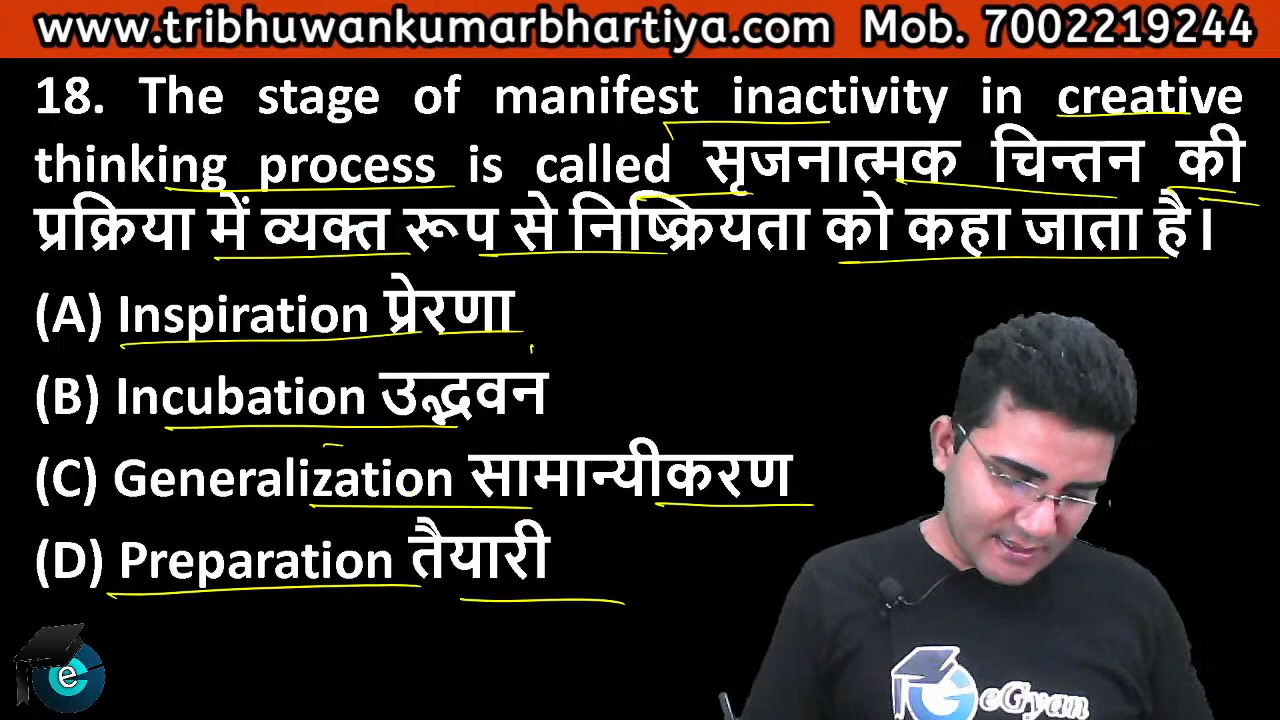 www.tribhuwankumarbhartiya.com Mob. 7002219244
18. The stage of manifest inactivity in creative
thinking process is called सृजनात्मक चिन्तन की
प्रक्रिया में व्यक्त रूप से निष्क्रियता को कहा जाता है।
(A) Inspiration प्रेरणा
(B) Incubation उद्भवन
(C) Generalization सामान्यीकरण
(D) Preparation तैयारी
e
eGyan